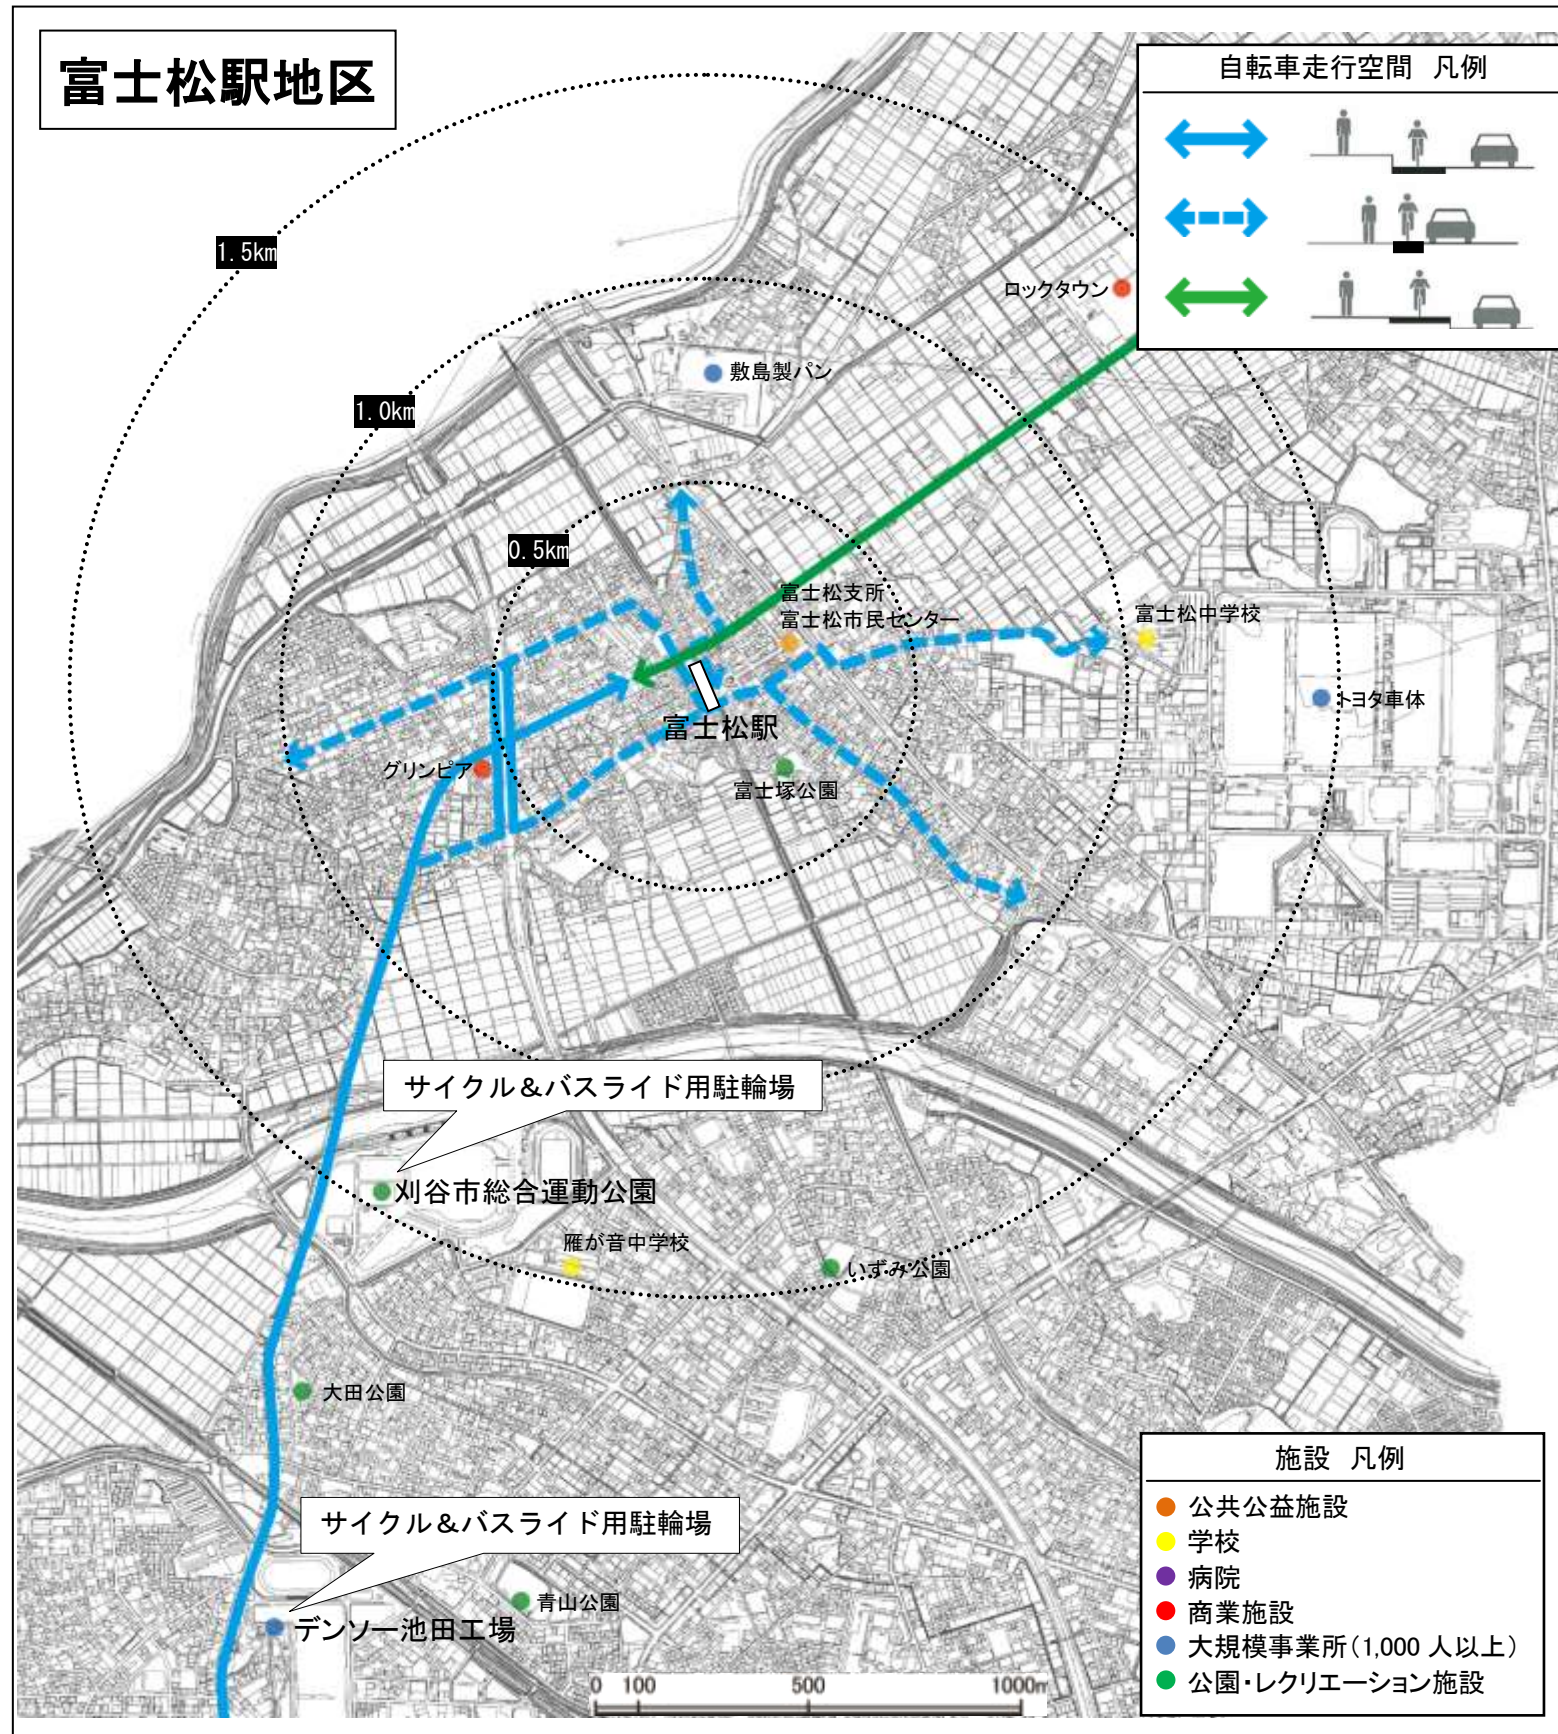 富士松駅地区
自転車走行空間 凡例
1.5km
ロックタウン
敷島製パン
1.0km
0.5km
富士松支所
富士松市民センター
富士松中学校
トヨタ車体
富士松駅
グリンピア
富士塚公園
サイクル&バスライド用駐輪場
刈谷市総合運動公園
雁が音中学校
いずみ公園
大田公園
サイクル&バスライド用駐輪場
青山公園
デンソー池田工場
施設 凡例
公共公益施設
学校
病院
商業施設
大規模事業所(1,000 人以上)
公園・レクリエーション施設
0 100 500 1000m